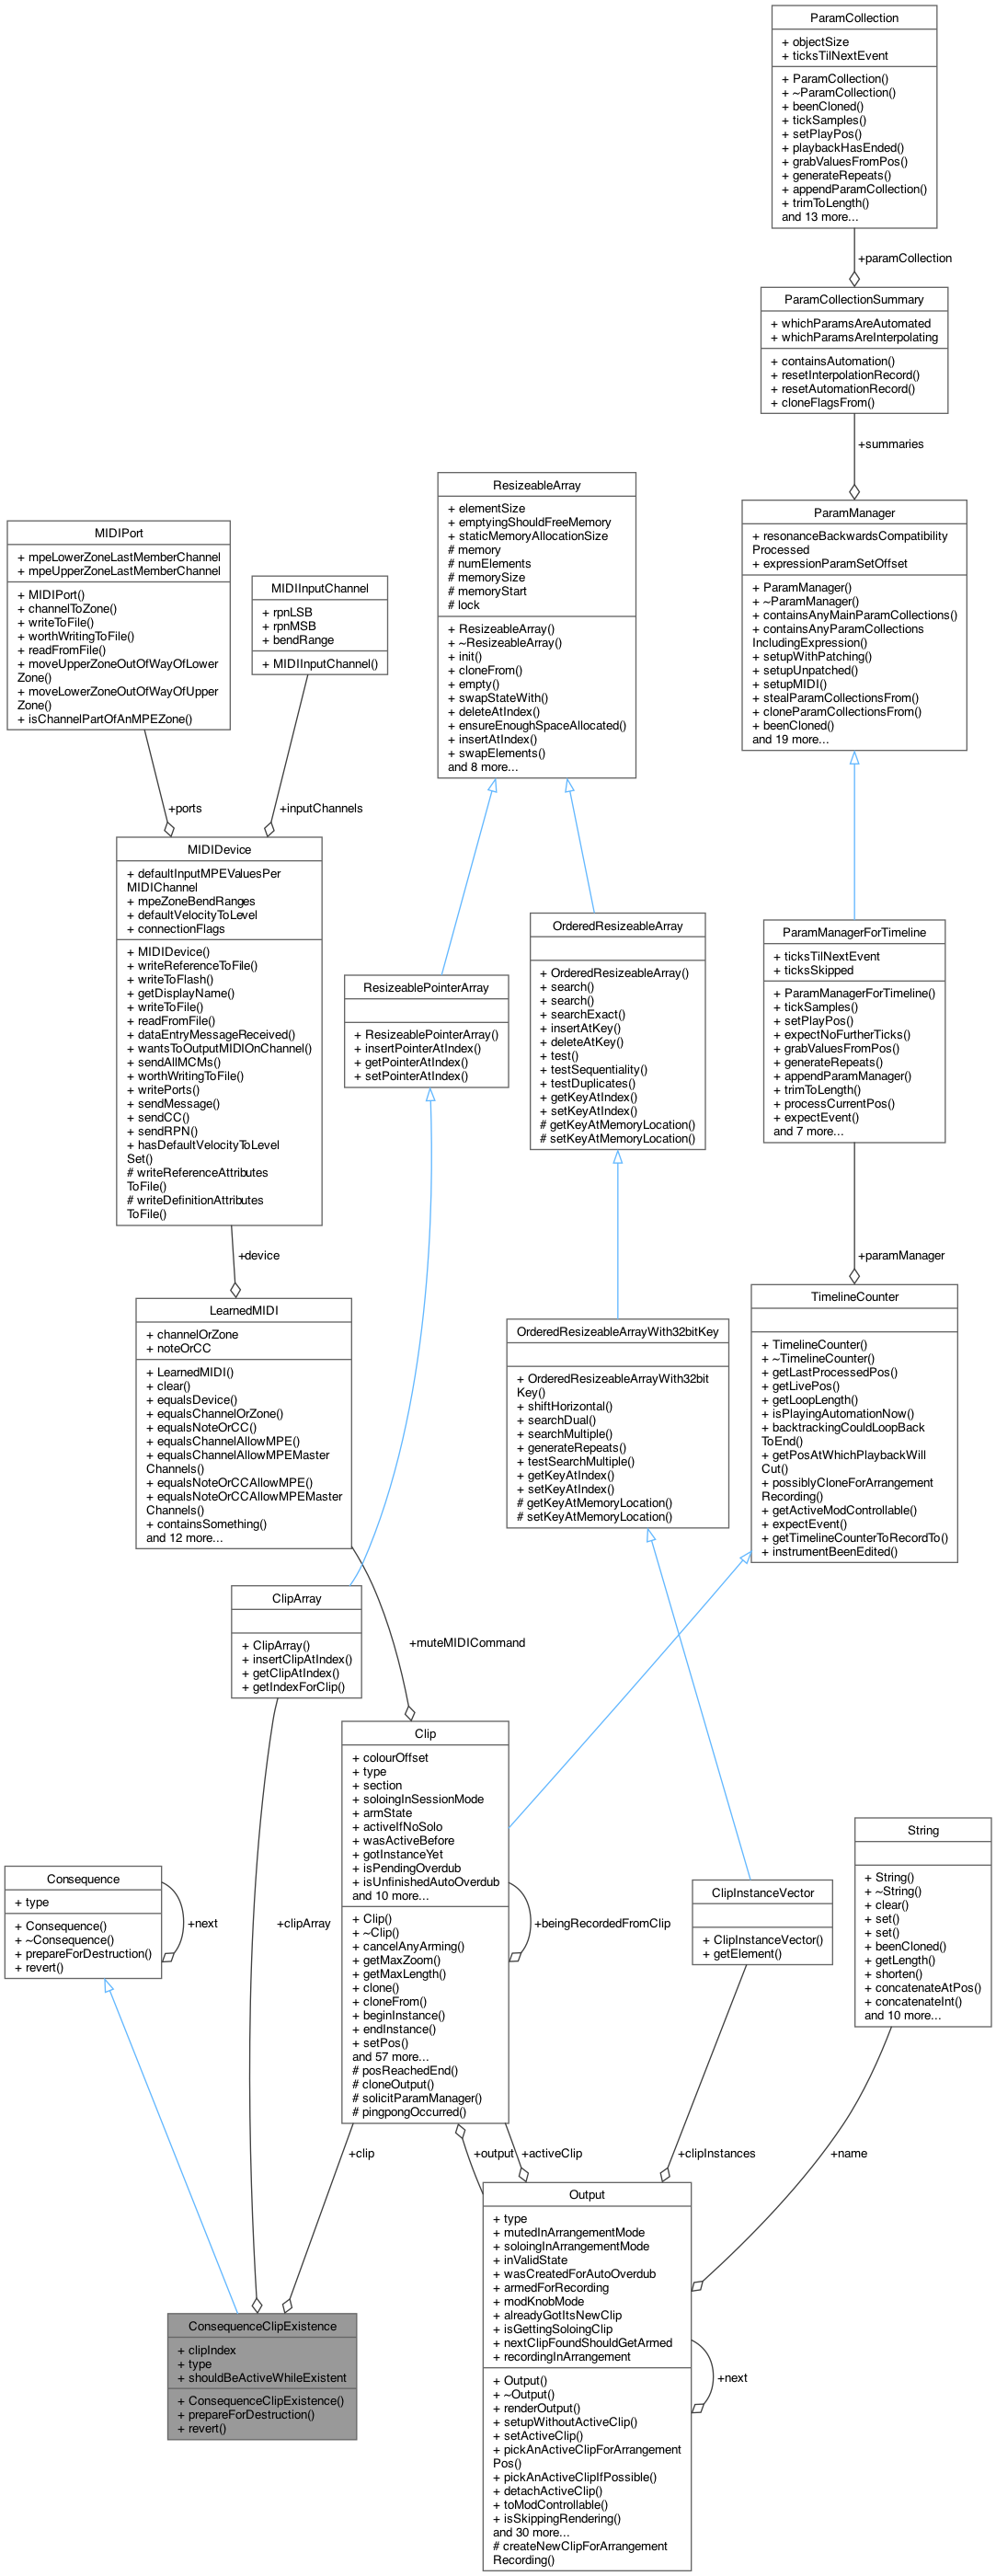 ParamCollection
+ objectSize
+ ticksTilNextEvent
+ ParamCollection()
+ ~ParamCollection()
+ beenCloned()
+ tickSamples()
+ setPlayPos()
+ playbackHasEnded()
+ grabValuesFromPos()
+ generateRepeats()
+ appendParamCollection()
+ trimToLength()
and 13 more...
+paramCollection
ParamCollectionSummary
+ whichParamsAreAutomated
+ whichParamsAreInterpolating
+ containsAutomation()
+ resetInterpolationRecord()
+ resetAutomationRecord()
+ cloneFlagsFrom()
+summaries
ResizeableArray
+ elementSize
+ emptyingShouldFreeMemory
+ staticMemoryAllocationSize
# memory
# numElements
# memorySize
# memoryStart
# lock
+ ResizeableArray()
+ ~ResizeableArray()
+ init()
+ cloneFrom()
+ empty()
+ swapStateWith()
+ deleteAtIndex()
+ ensureEnoughSpaceAllocated()
+ insertAtIndex()
+ swapElements()
and 8 more...
ParamManager
+ resonanceBackwardsCompatibility
Processed
+ expressionParamSetOffset
+ ParamManager()
+ ~ParamManager()
+ containsAnyMainParamCollections()
+ containsAnyParamCollections
IncludingExpression()
+ setupWithPatching()
+ setupUnpatched()
+ setupMIDI()
+ stealParamCollectionsFrom()
+ cloneParamCollectionsFrom()
+ beenCloned()
and 19 more...
MIDIPort
+ mpeLowerZoneLastMemberChannel
+ mpeUpperZoneLastMemberChannel
+ MIDIPort()
+ channelToZone()
+ writeToFile()
+ worthWritingToFile()
+ readFromFile()
+ moveUpperZoneOutOfWayOfLower
Zone()
+ moveLowerZoneOutOfWayOfUpper
Zone()
+ isChannelPartOfAnMPEZone()
MIDIInputChannel
+ rpnLSB
+ rpnMSB
+ bendRange
+ MIDIInputChannel()
+ports
+inputChannels
MIDIDevice
+ defaultInputMPEValuesPer
MIDIChannel
+ mpeZoneBendRanges
+ defaultVelocityToLevel
+ connectionFlags
+ MIDIDevice()
+ writeReferenceToFile()
+ writeToFlash()
+ getDisplayName()
+ writeToFile()
+ readFromFile()
+ dataEntryMessageReceived()
+ wantsToOutputMIDIOnChannel()
+ sendAllMCMs()
+ worthWritingToFile()
+ writePorts()
+ sendMessage()
+ sendCC()
+ sendRPN()
+ hasDefaultVelocityToLevel
Set()
# writeReferenceAttributes
ToFile()
# writeDefinitionAttributes
ToFile()
ResizeablePointerArray
+ ResizeablePointerArray()
+ insertPointerAtIndex()
+ getPointerAtIndex()
+ setPointerAtIndex()
OrderedResizeableArray
+ OrderedResizeableArray()
+ search()
+ search()
+ searchExact()
+ insertAtKey()
+ deleteAtKey()
+ test()
+ testSequentiality()
+ testDuplicates()
+ getKeyAtIndex()
+ setKeyAtIndex()
# getKeyAtMemoryLocation()
# setKeyAtMemoryLocation()
ParamManagerForTimeline
+ ticksTilNextEvent
+ ticksSkipped
+ ParamManagerForTimeline()
+ tickSamples()
+ setPlayPos()
+ expectNoFurtherTicks()
+ grabValuesFromPos()
+ generateRepeats()
+ appendParamManager()
+ trimToLength()
+ processCurrentPos()
+ expectEvent()
and 7 more...
+device
+paramManager
LearnedMIDI
+ channelOrZone
+ noteOrCC
+ LearnedMIDI()
+ clear()
+ equalsDevice()
+ equalsChannelOrZone()
+ equalsNoteOrCC()
+ equalsChannelAllowMPE()
+ equalsChannelAllowMPEMaster
Channels()
+ equalsNoteOrCCAllowMPE()
+ equalsNoteOrCCAllowMPEMaster
Channels()
+ containsSomething()
and 12 more...
OrderedResizeableArrayWith32bitKey
+ OrderedResizeableArrayWith32bit
Key()
+ shiftHorizontal()
+ searchDual()
+ searchMultiple()
+ generateRepeats()
+ testSearchMultiple()
+ getKeyAtIndex()
+ setKeyAtIndex()
# getKeyAtMemoryLocation()
# setKeyAtMemoryLocation()
TimelineCounter
+ TimelineCounter()
+ ~TimelineCounter()
+ getLastProcessedPos()
+ getLivePos()
+ getLoopLength()
+ isPlayingAutomationNow()
+ backtrackingCouldLoopBack
ToEnd()
+ getPosAtWhichPlaybackWill
Cut()
+ possiblyCloneForArrangement
Recording()
+ getActiveModControllable()
+ expectEvent()
+ getTimelineCounterToRecordTo()
+ instrumentBeenEdited()
ClipArray
+ ClipArray()
+ insertClipAtIndex()
+ getClipAtIndex()
+ getIndexForClip()
+muteMIDICommand
Clip
+ colourOffset
+ type
+ section
+ soloingInSessionMode
+ armState
+ activeIfNoSolo
+ wasActiveBefore
+ gotInstanceYet
+ isPendingOverdub
+ isUnfinishedAutoOverdub
and 10 more...
+ Clip()
+ ~Clip()
+ cancelAnyArming()
+ getMaxZoom()
+ getMaxLength()
+ clone()
+ cloneFrom()
+ beginInstance()
+ endInstance()
+ setPos()
and 57 more...
# posReachedEnd()
# cloneOutput()
# solicitParamManager()
# pingpongOccurred()
+beingRecordedFromClip
Consequence
+ type
+ Consequence()
+ ~Consequence()
+ prepareForDestruction()
+ revert()
+next
+clipArray
ClipInstanceVector
+ ClipInstanceVector()
+ getElement()
String
+ String()
+ ~String()
+ clear()
+ set()
+ set()
+ beenCloned()
+ getLength()
+ shorten()
+ concatenateAtPos()
+ concatenateInt()
and 10 more...
+clip
+output
+activeClip
+clipInstances
+name
Output
+ type
+ mutedInArrangementMode
+ soloingInArrangementMode
+ inValidState
+ wasCreatedForAutoOverdub
+ armedForRecording
+ modKnobMode
+ alreadyGotItsNewClip
+ isGettingSoloingClip
+ nextClipFoundShouldGetArmed
+ recordingInArrangement
+ Output()
+ ~Output()
+ renderOutput()
+ setupWithoutActiveClip()
+ setActiveClip()
+ pickAnActiveClipForArrangement
Pos()
+ pickAnActiveClipIfPossible()
+ detachActiveClip()
+ toModControllable()
+ isSkippingRendering()
and 30 more...
# createNewClipForArrangement
Recording()
+next
ConsequenceClipExistence
+ clipIndex
+ type
+ shouldBeActiveWhileExistent
+ ConsequenceClipExistence()
+ prepareForDestruction()
+ revert()